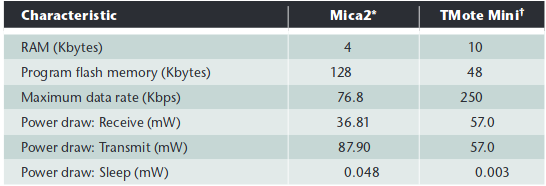 Characteristic Mica2* TMote Mini†
RAM (Kbytes) 4 10
Program flash memory (Kbytes) 128 48
Maximum data rate (Kbps) 76.8 250
Power draw: Receive (mW) 36.81 57.0
Power draw: Transmit (mW) 87.90 57.0
Power draw: Sleep (mW) 0.048 0.003